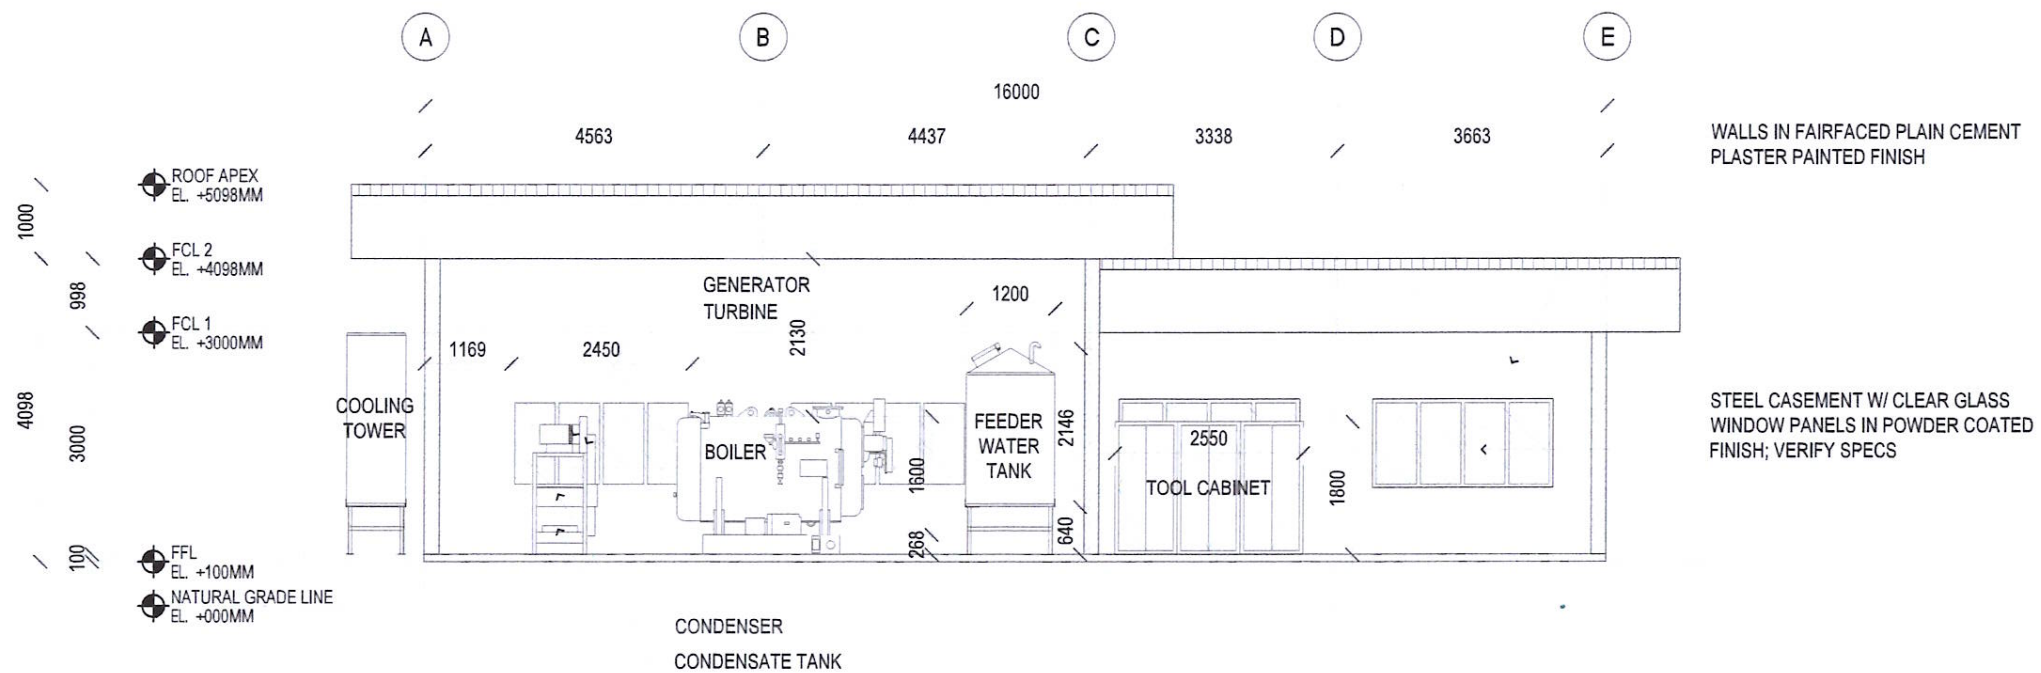 A
B
C
D
E
16000
4563
4437
3338
3663
WALLS IN FAIRFACED PLAIN CEMENT
PLASTER PAINTED FINISH
ROOF APEX
EL. +5098MM
1000
FCL 2
EL. +4098MM
998
FCL 1
EL. +3000MM
GENERATOR
TURBINE
1200
1169
2450
2130
4098
3000
COOLING
TOWER
BOILER
1600
268
FEEDER
WATER
TANK
2146
640
2550
TOOL CABINET
1800
STEEL CASEMENT W/ CLEAR GLASS
WINDOW PANELS IN POWDER COATED
FINISH; VERIFY SPECS
100
FFL
EL. +100MM
NATURAL GRADE LINE
EL. +000MM
CONDENSER
CONDENSATE TANK